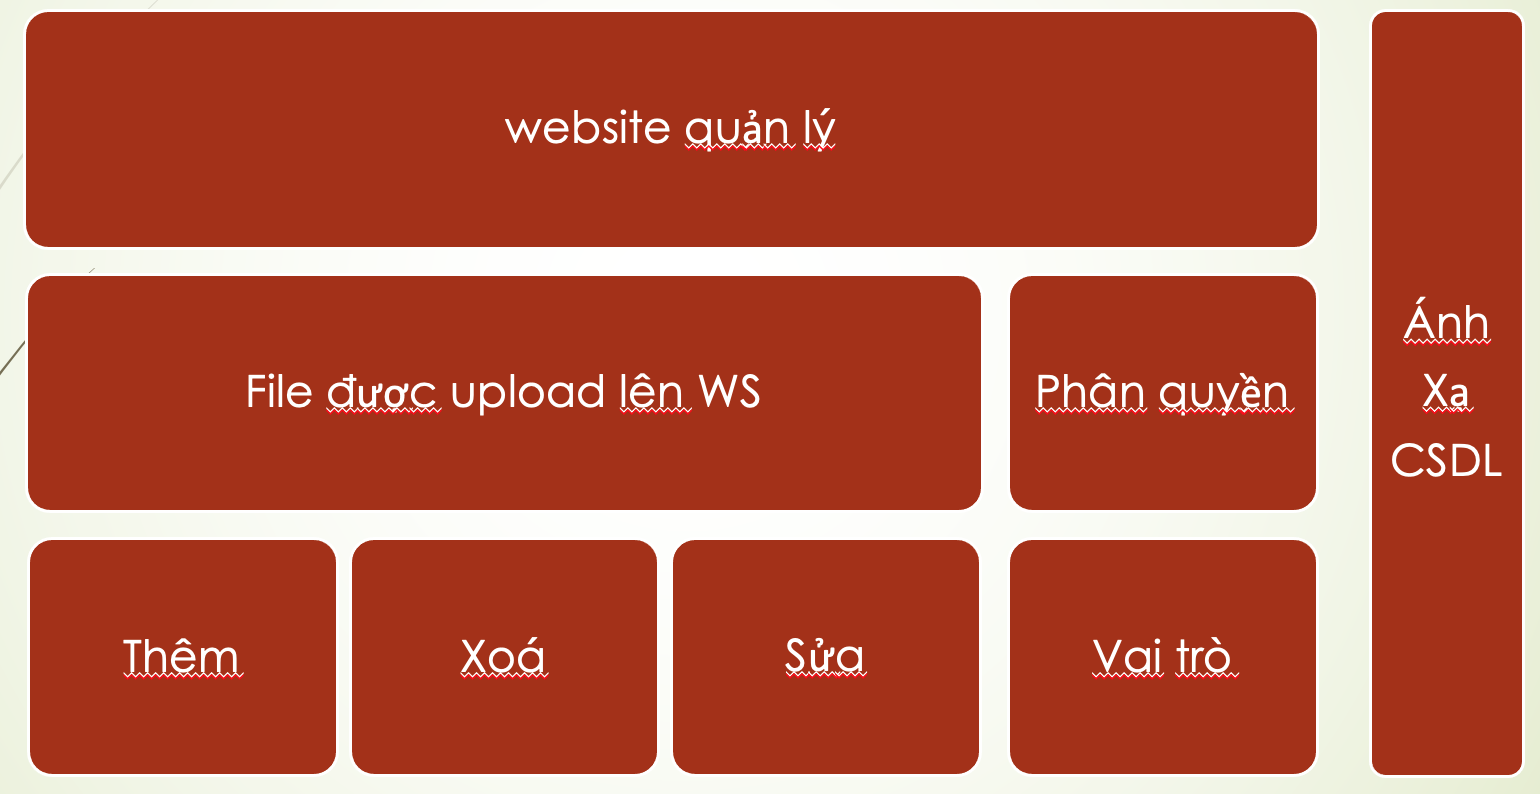 website quản lý
File được upload lên WS
Phân quyền
Thêm
Xoá
Sửa
Vai trò
Ánh
Xạ
CSDL